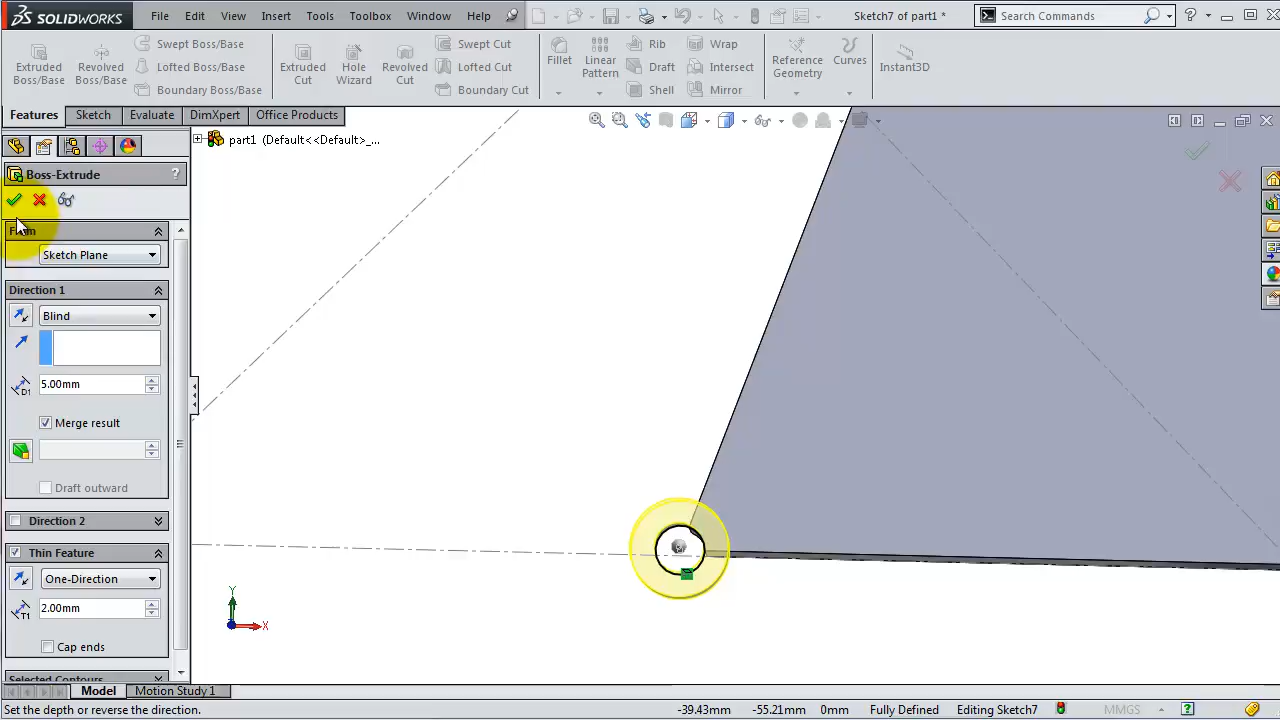 SOLIDWORKS File Edit View Insert Tools Toolbox Window Help Sketch7 of part1 * Search Commands
Extruded Boss/Base
Revolved Boss/Base
Swept Boss/Base
Lofted Boss/Base
Boundary Boss/Base
Extruded Cut
Hole Wizard
Revolved Cut
Swept Cut
Lofted Cut
Boundary Cut
Fillet
Linear Pattern
Rib
Draft
Shell
Wrap
Intersect
Mirror
Reference Geometry
Curves
Instant3D
Features Sketch Evaluate DimXpert Office Products
part1 (Default<<Default>_...
Boss-Extrude ?
Sketch Plane
Direction 1
Blind
5.00mm
Merge result
Draft outward
Direction 2
Thin Feature
One-Direction
2.00mm
Cap ends
Selected Contours
Y
X
Model Motion Study 1
Set the depth or reverse the direction. -39.43mm -55.21mm 0mm Fully Defined Editing Sketch7 MMGS ?